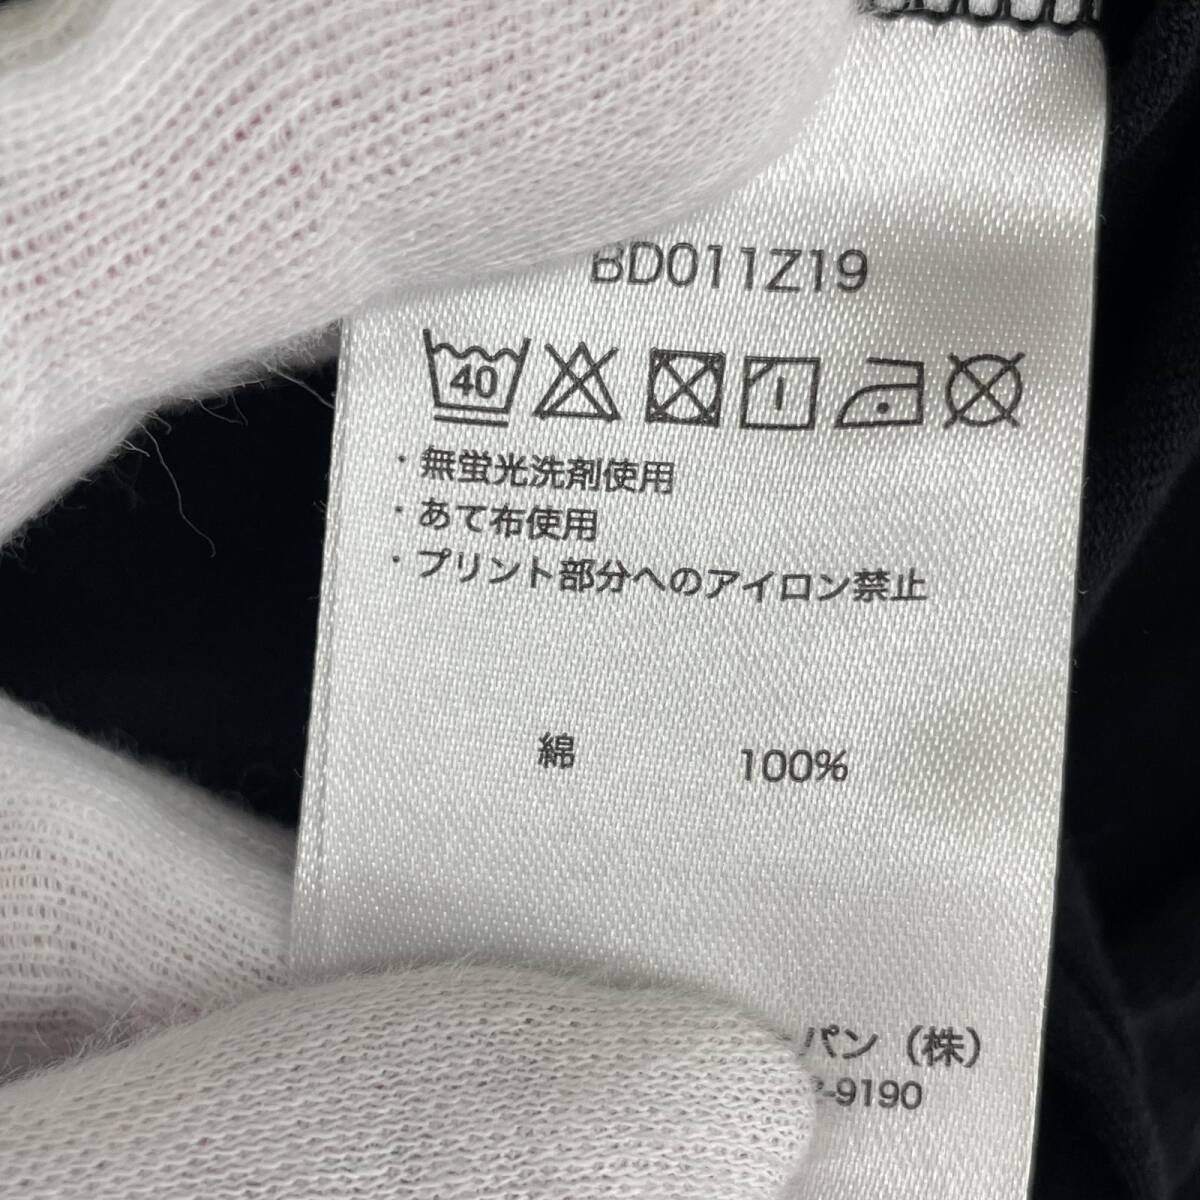 BD011Z19
40
・無蛍光洗剤使用
・あて布使用
・プリント部分へのアイロン禁止
綿 100%
パン（株）
-9190